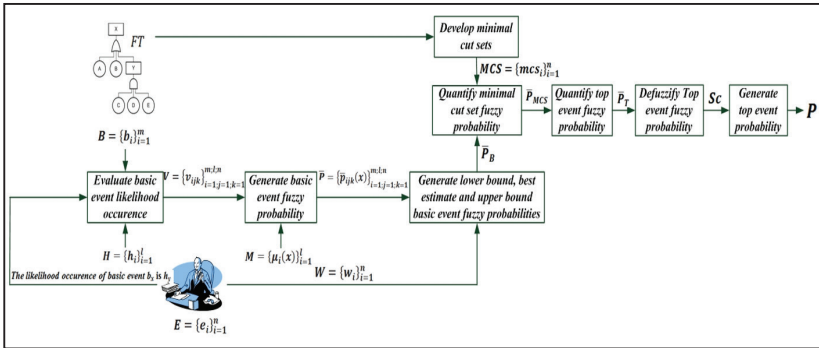 X
FT
A
B
Y
C
D
E
B = {b_i}_{i=1}^m
Develop minimal
cut sets
MCS = {mcs_i}_{i=1}^n
Quantify minimal
cut set fuzzy
probability
P̅_MCS
Quantify top
event fuzzy
probability
P̅_T
Defuzzify Top
event fuzzy
probability
Sc
Generate
top event
probability
P
P̅_B
Evaluate basic
event likelihood
occurence
V = {v_ijk}_{i=1;j=1;k=1}^{m;l;n}
Generate basic
event fuzzy
probability
P̅ = {p̅_ijk(x)}_{i=1;j=1;k=1}^{m;l;n}
Generate lower bound, best
estimate and upper bound
basic event fuzzy probabilities
H = {h_i}_{i=1}^l
M = {μ_i(x)}_{i=1}^l
W = {w_i}_{i=1}^n
The likelihood occurence of basic event b_x is h_y
E = {e_i}_{i=1}^n